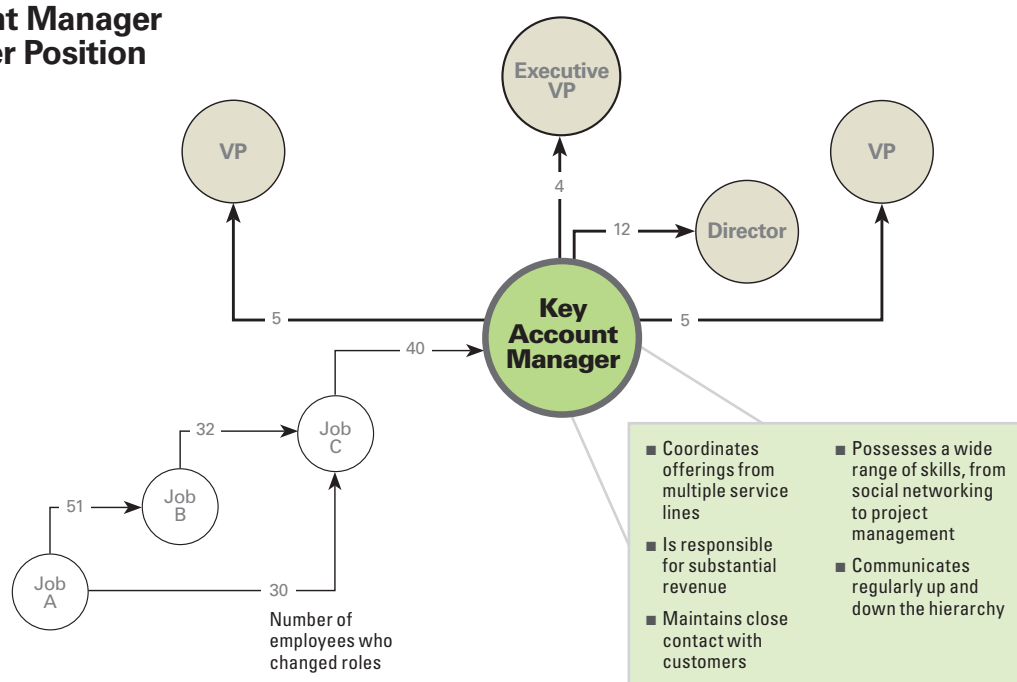 Manager
Position
Executive
VP
VP
VP
4
12
Director
Key
Account
Manager
5
5
40
32
Job
C
51
Job
B
Job
A
30
Number of
employees who
changed roles
■ Coordinates
offerings from
multiple service
lines
■ Is responsible
for substantial
revenue
■ Maintains close
contact with
customers
■ Possesses a wide
range of skills, from
social networking
to project
management
■ Communicates
regularly up and
down the hierarchy